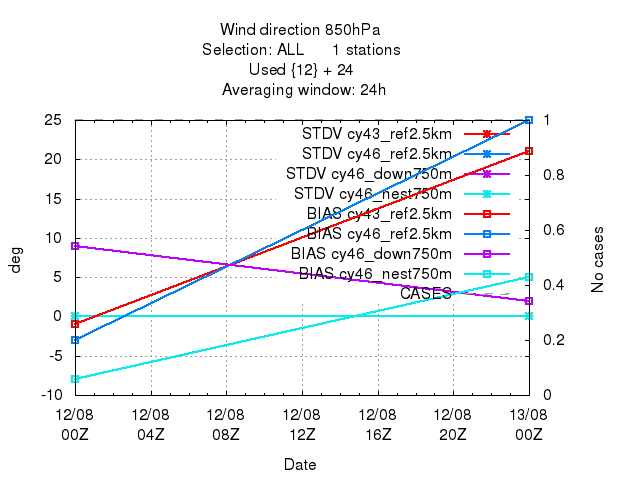 Wind direction 850hPa
Selection: ALL 1 stations
Used {12} + 24
Averaging window: 24h
25
20
15
10
5
0
-5
-10
deg
1
0.8
0.6
0.4
0.2
0
No cases
STDV cy43_ref2.5km
STDV cy46_ref2.5km
STDV cy46_down750m
STDV cy46_nest750m
BIAS cy43_ref2.5km
BIAS cy46_ref2.5km
BIAS cy46_down750m
BIAS cy46_nest750m
CASES
12/08 12/08 12/08 12/08 12/08 12/08 13/08
00Z 04Z 08Z 12Z 16Z 20Z 00Z
Date